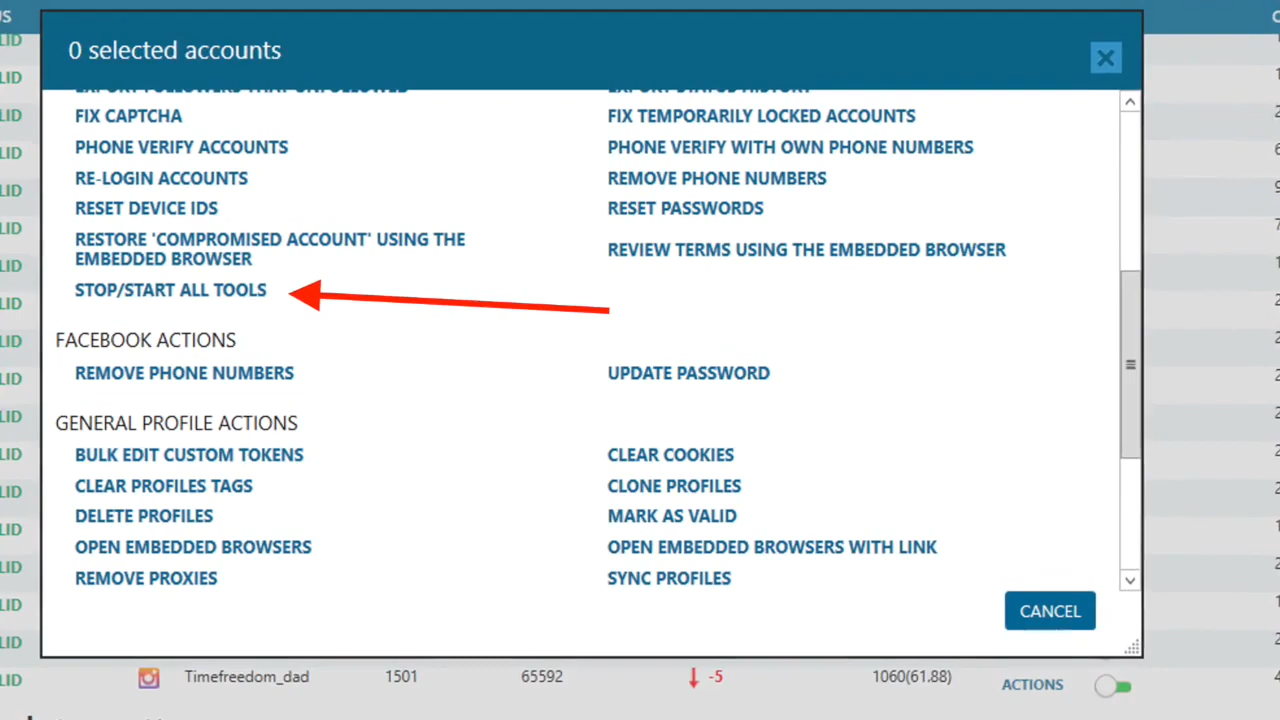 0 selected accounts
FIX CAPTCHA
FIX TEMPORARILY LOCKED ACCOUNTS
PHONE VERIFY ACCOUNTS
PHONE VERIFY WITH OWN PHONE NUMBERS
RE-LOGIN ACCOUNTS
REMOVE PHONE NUMBERS
RESET DEVICE IDS
RESET PASSWORDS
RESTORE 'COMPROMISED ACCOUNT' USING THE
EMBEDDED BROWSER
REVIEW TERMS USING THE EMBEDDED BROWSER
STOP/START ALL TOOLS
FACEBOOK ACTIONS
REMOVE PHONE NUMBERS
UPDATE PASSWORD
GENERAL PROFILE ACTIONS
BULK EDIT CUSTOM TOKENS
CLEAR COOKIES
CLEAR PROFILES TAGS
CLONE PROFILES
DELETE PROFILES
MARK AS VALID
OPEN EMBEDDED BROWSERS
OPEN EMBEDDED BROWSERS WITH LINK
REMOVE PROXIES
SYNC PROFILES
CANCEL
Timefreedom_dad 1501 65592 -5 1060(61.88) ACTIONS